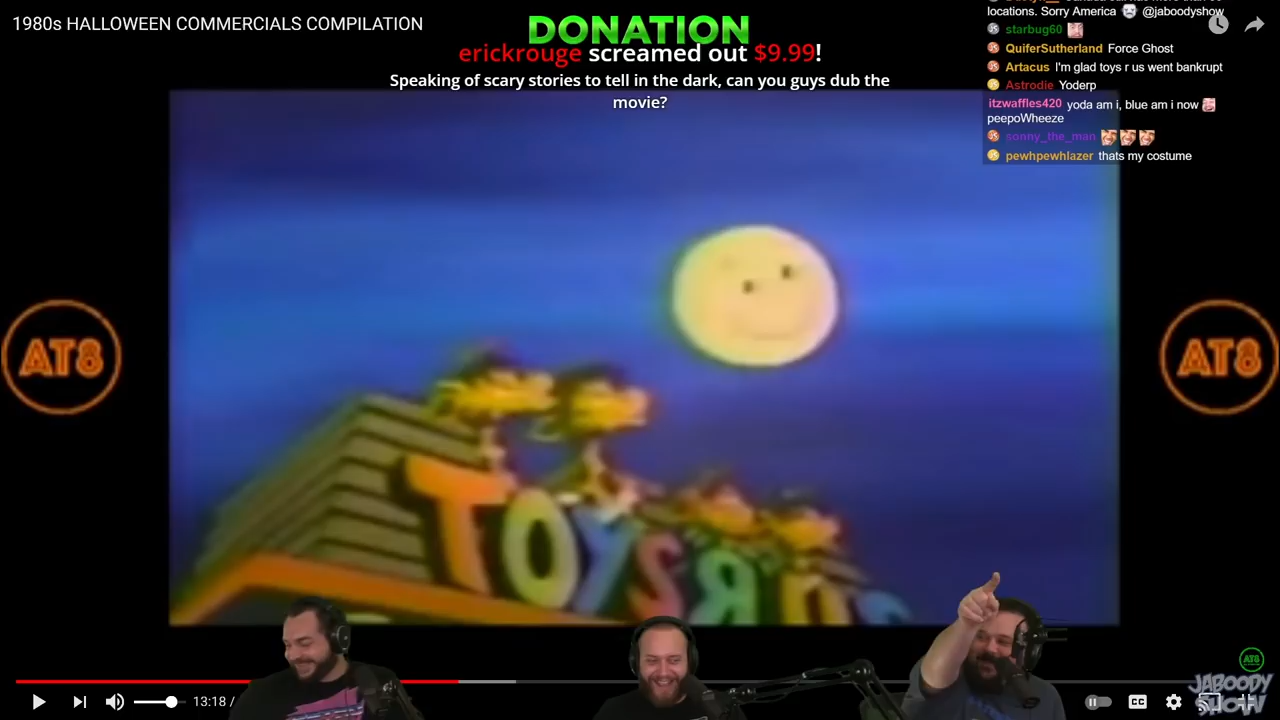 1980s HALLOWEEN COMMERCIALS COMPILATION
DONATION
erickrouge screamed out $9.99!
Speaking of scary stories to tell in the dark, can you guys dub the
movie?
locations. Sorry America @jaboodyshow
starbug60
QuiferSutherland Force Ghost
Artacus I'm glad toys r us went bankrupt
Astrodie Yoderp
itzwaffles420 yoda am i, blue am i now
peepoWheeze
sonny_the_man
pewhpewhlazer thats my costume
AT8
AT8
TOYS R US
AT8
JABOODY
SHOW
13:18 /
CC